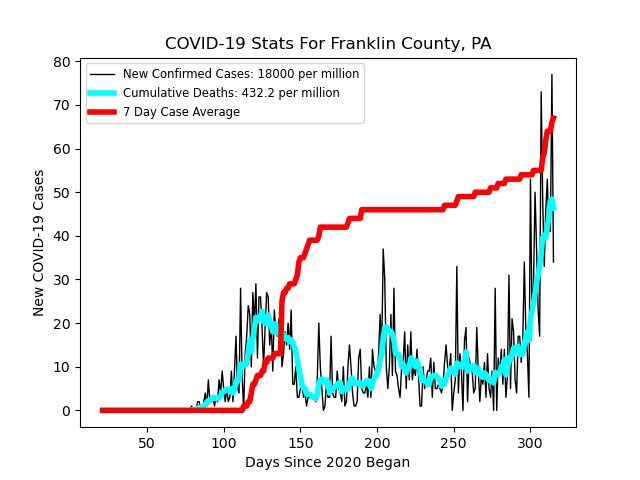 COVID-19 Stats For Franklin County, PA
New Confirmed Cases: 18000 per million
Cumulative Deaths: 432.2 per million
7 Day Case Average
New COVID-19 Cases
80
70
60
50
40
30
20
10
0
50 100 150 200 250 300
Days Since 2020 Began